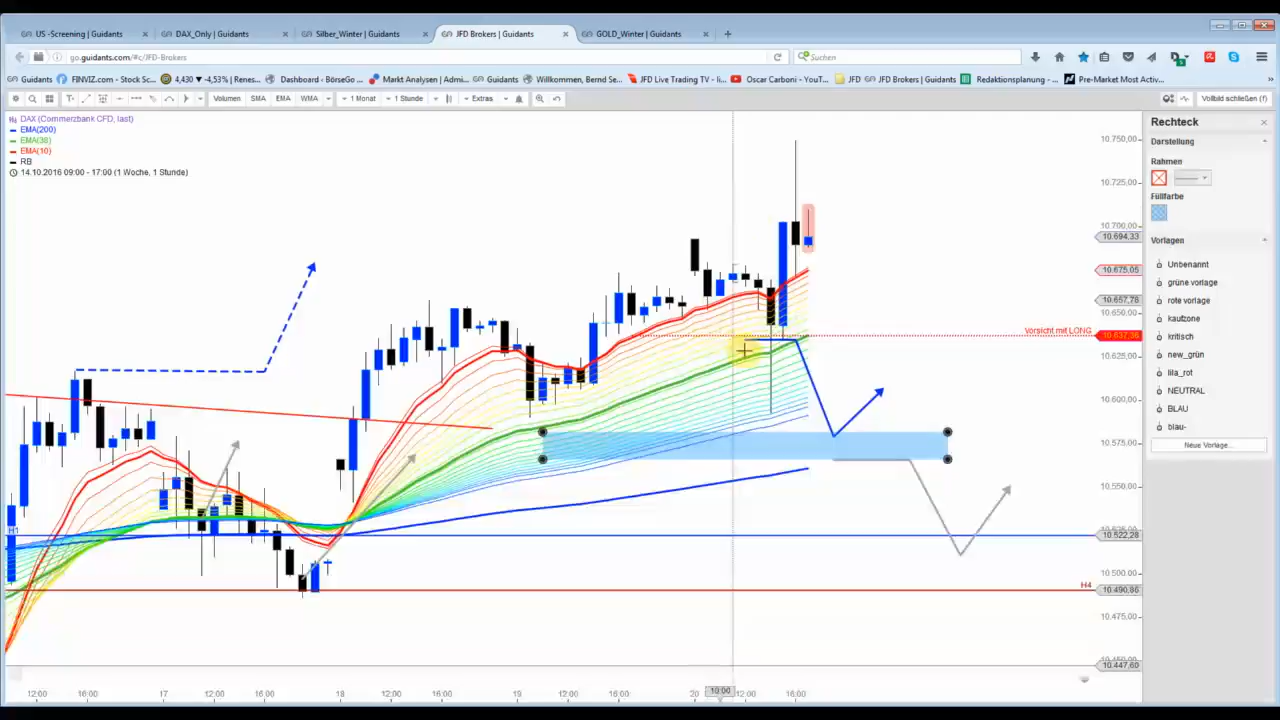 US -Screening | Guidants
DAX_Only | Guidants
Silber_Winter | Guidants
JFD Brokers | Guidants
GOLD_Winter | Guidants
go.guidants.com/#c/JFD-Brokers
Suchen
Guidants
FINVIZ.com - Stock Sc...
4,430 ▼ -4,53% | Renes...
Dashboard - BörseGo ...
Markt Analysen | Admi...
Guidants
Willkommen, Bernd Se...
JFD Live Trading TV - li...
Oscar Carboni - YouT...
JFD
JFD Brokers | Guidants
Redaktionsplanung - ...
Pre-Market Most Activ...
Volumen
SMA
EMA
WMA
1 Monat
1 Stunde
Extras
Vollbild schließen (f)
DAX (Commerzbank CFD, last)
EMA(200)
EMA(38)
EMA(10)
RB
14.10.2016 09:00 - 17:00 (1 Woche, 1 Stunde)
10.750,00
10.725,00
10.700,00
10.694,33
10.675,05
10.657,78
10.650,00
Vorsicht mit LONG
10.637,36
10.625,00
10.600,00
10.575,00
10.550,00
H1
10.522,28
10.500,00
H4
10.490,86
10.475,00
10.447,60
12:00
16:00
17
12:00
16:00
18
12:00
16:00
19
12:00
16:00
20
10:00
12:00
16:00
Rechteck
Darstellung
Rahmen
Füllfarbe
Vorlagen
Unbenannt
grüne vorlage
rote vorlage
kaufzone
kritisch
new_grün
lila_rot
NEUTRAL
BLAU
blau-
Neue Vorlage...